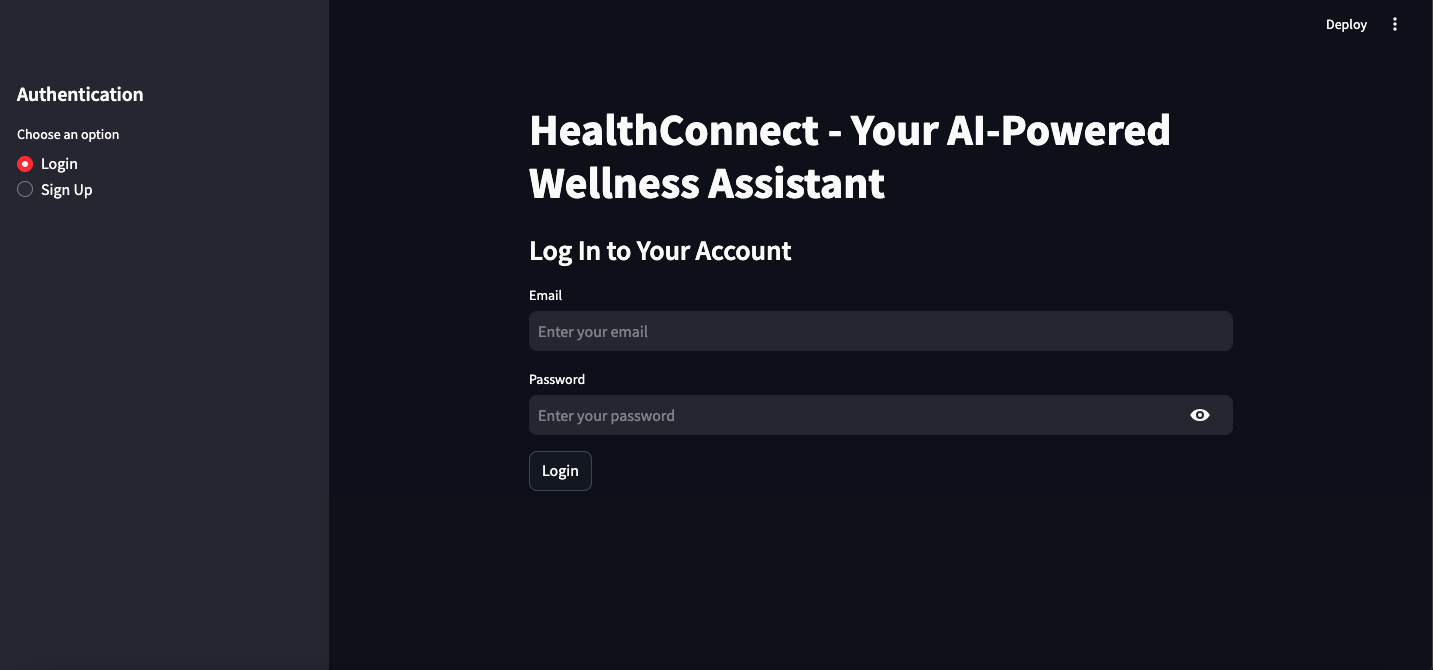 Deploy
Authentication
Choose an option
Login
Sign Up
HealthConnect - Your AI-Powered
Wellness Assistant
Log In to Your Account
Email
Enter your email
Password
Enter your password
Login